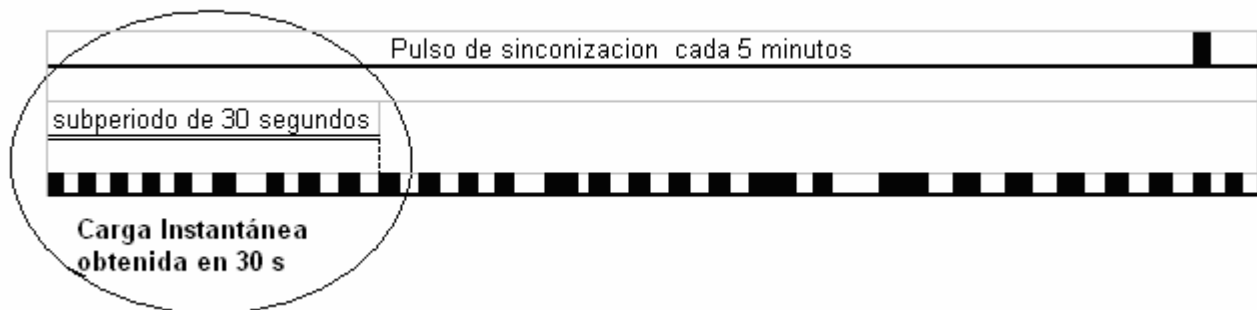 Pulso de sinconizacion cada 5 minutos
subperiodo de 30 segundos
Carga Instantánea
obtenida en 30 s